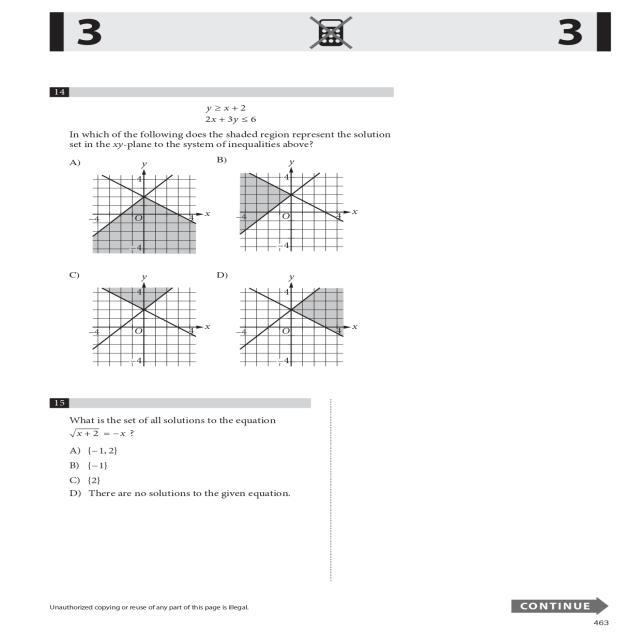 3 3
14
y ≥ x + 2
2x + 3y ≤ 6
In which of the following does the shaded region represent the solution
set in the xy-plane to the system of inequalities above?
A) y B) y
4 4
–4 O 4 x –4 O 4 x
–4 –4
C) y D) y
4 4
–4 O 4 x –4 O 4 x
–4 –4
15
What is the set of all solutions to the equation
√x + 2 = −x ?
A) {−1, 2}
B) {−1}
C) {2}
D) There are no solutions to the given equation.
Unauthorized copying or reuse of any part of this page is illegal.
CONTINUE
463